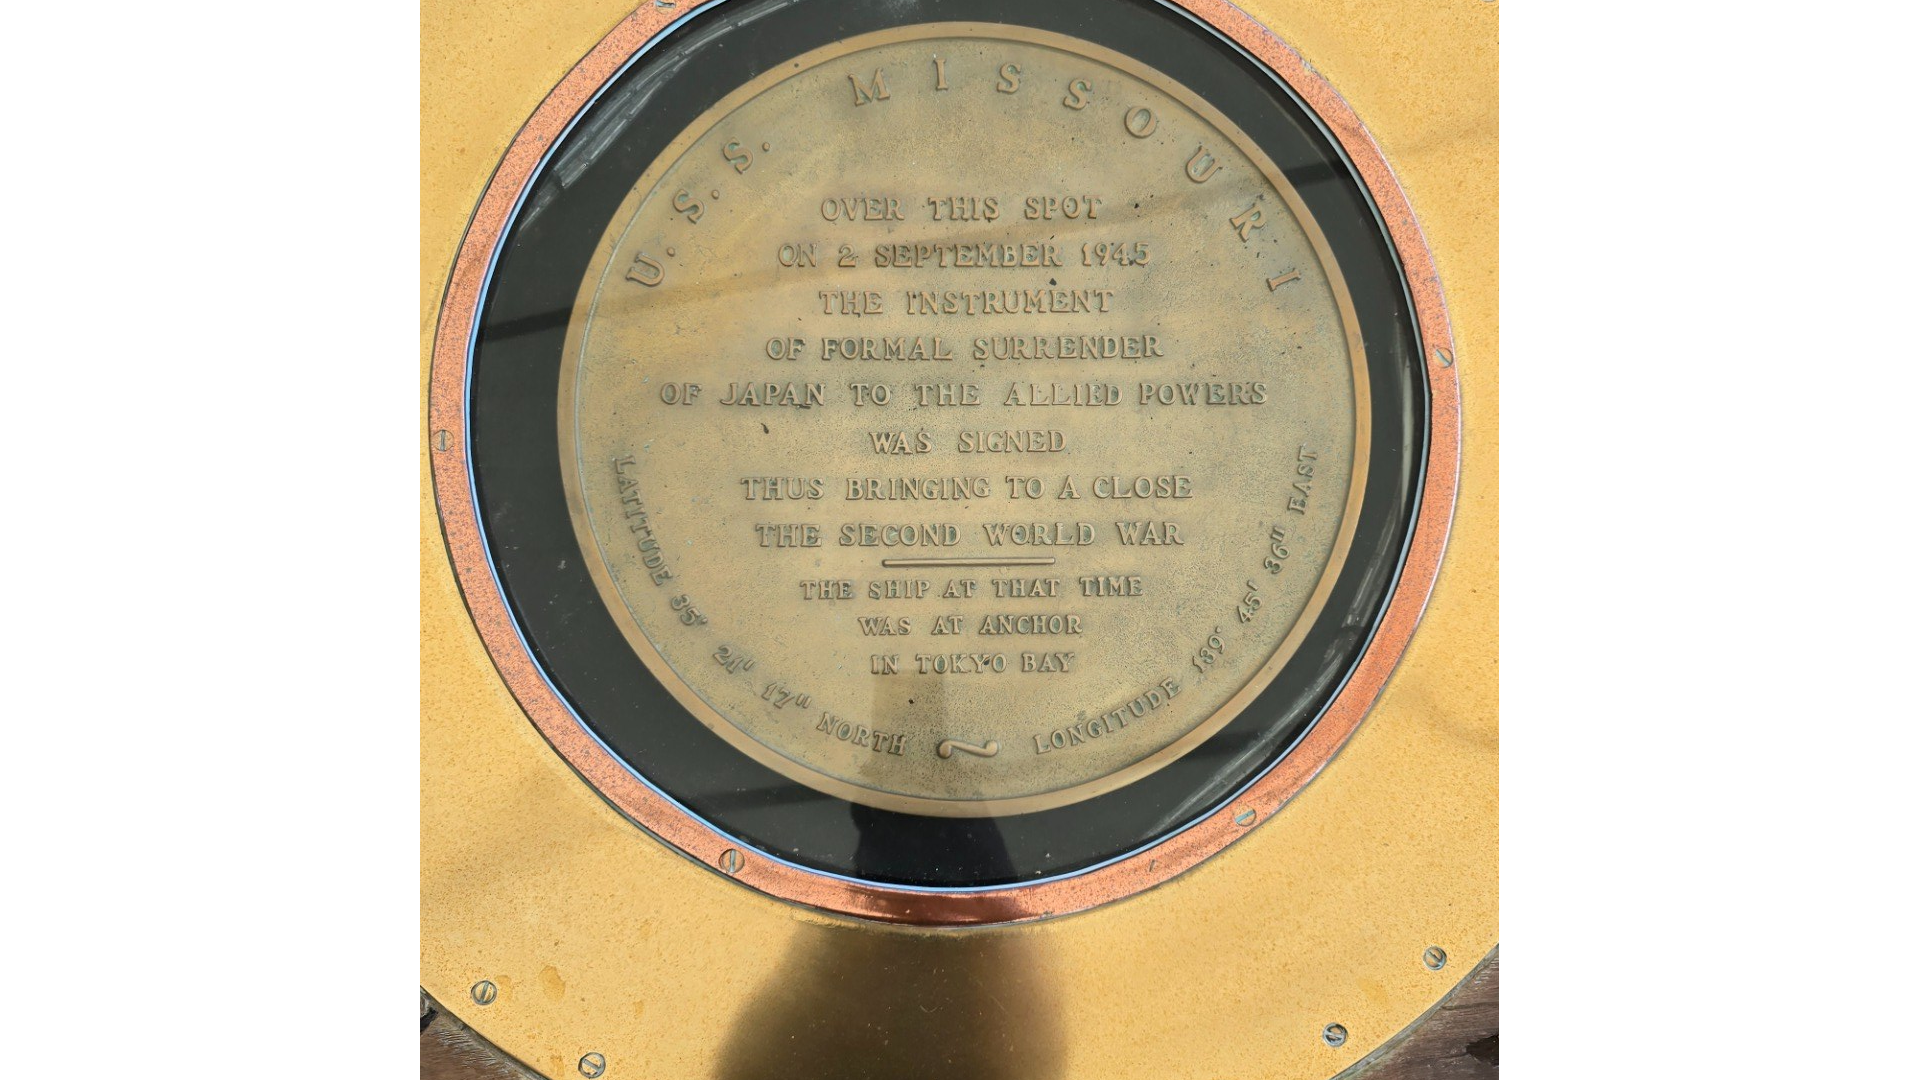 U.S.S. MISSOURI
OVER THIS SPOT
ON 2 SEPTEMBER 1945
THE INSTRUMENT
OF FORMAL SURRENDER
OF JAPAN TO THE ALLIED POWERS
WAS SIGNED
THUS BRINGING TO A CLOSE
THE SECOND WORLD WAR
THE SHIP AT THAT TIME
WAS AT ANCHOR
IN TOKYO BAY
LATITUDE 35° 21' 17" NORTH ~ LONGITUDE 139° 45' 36" EAST